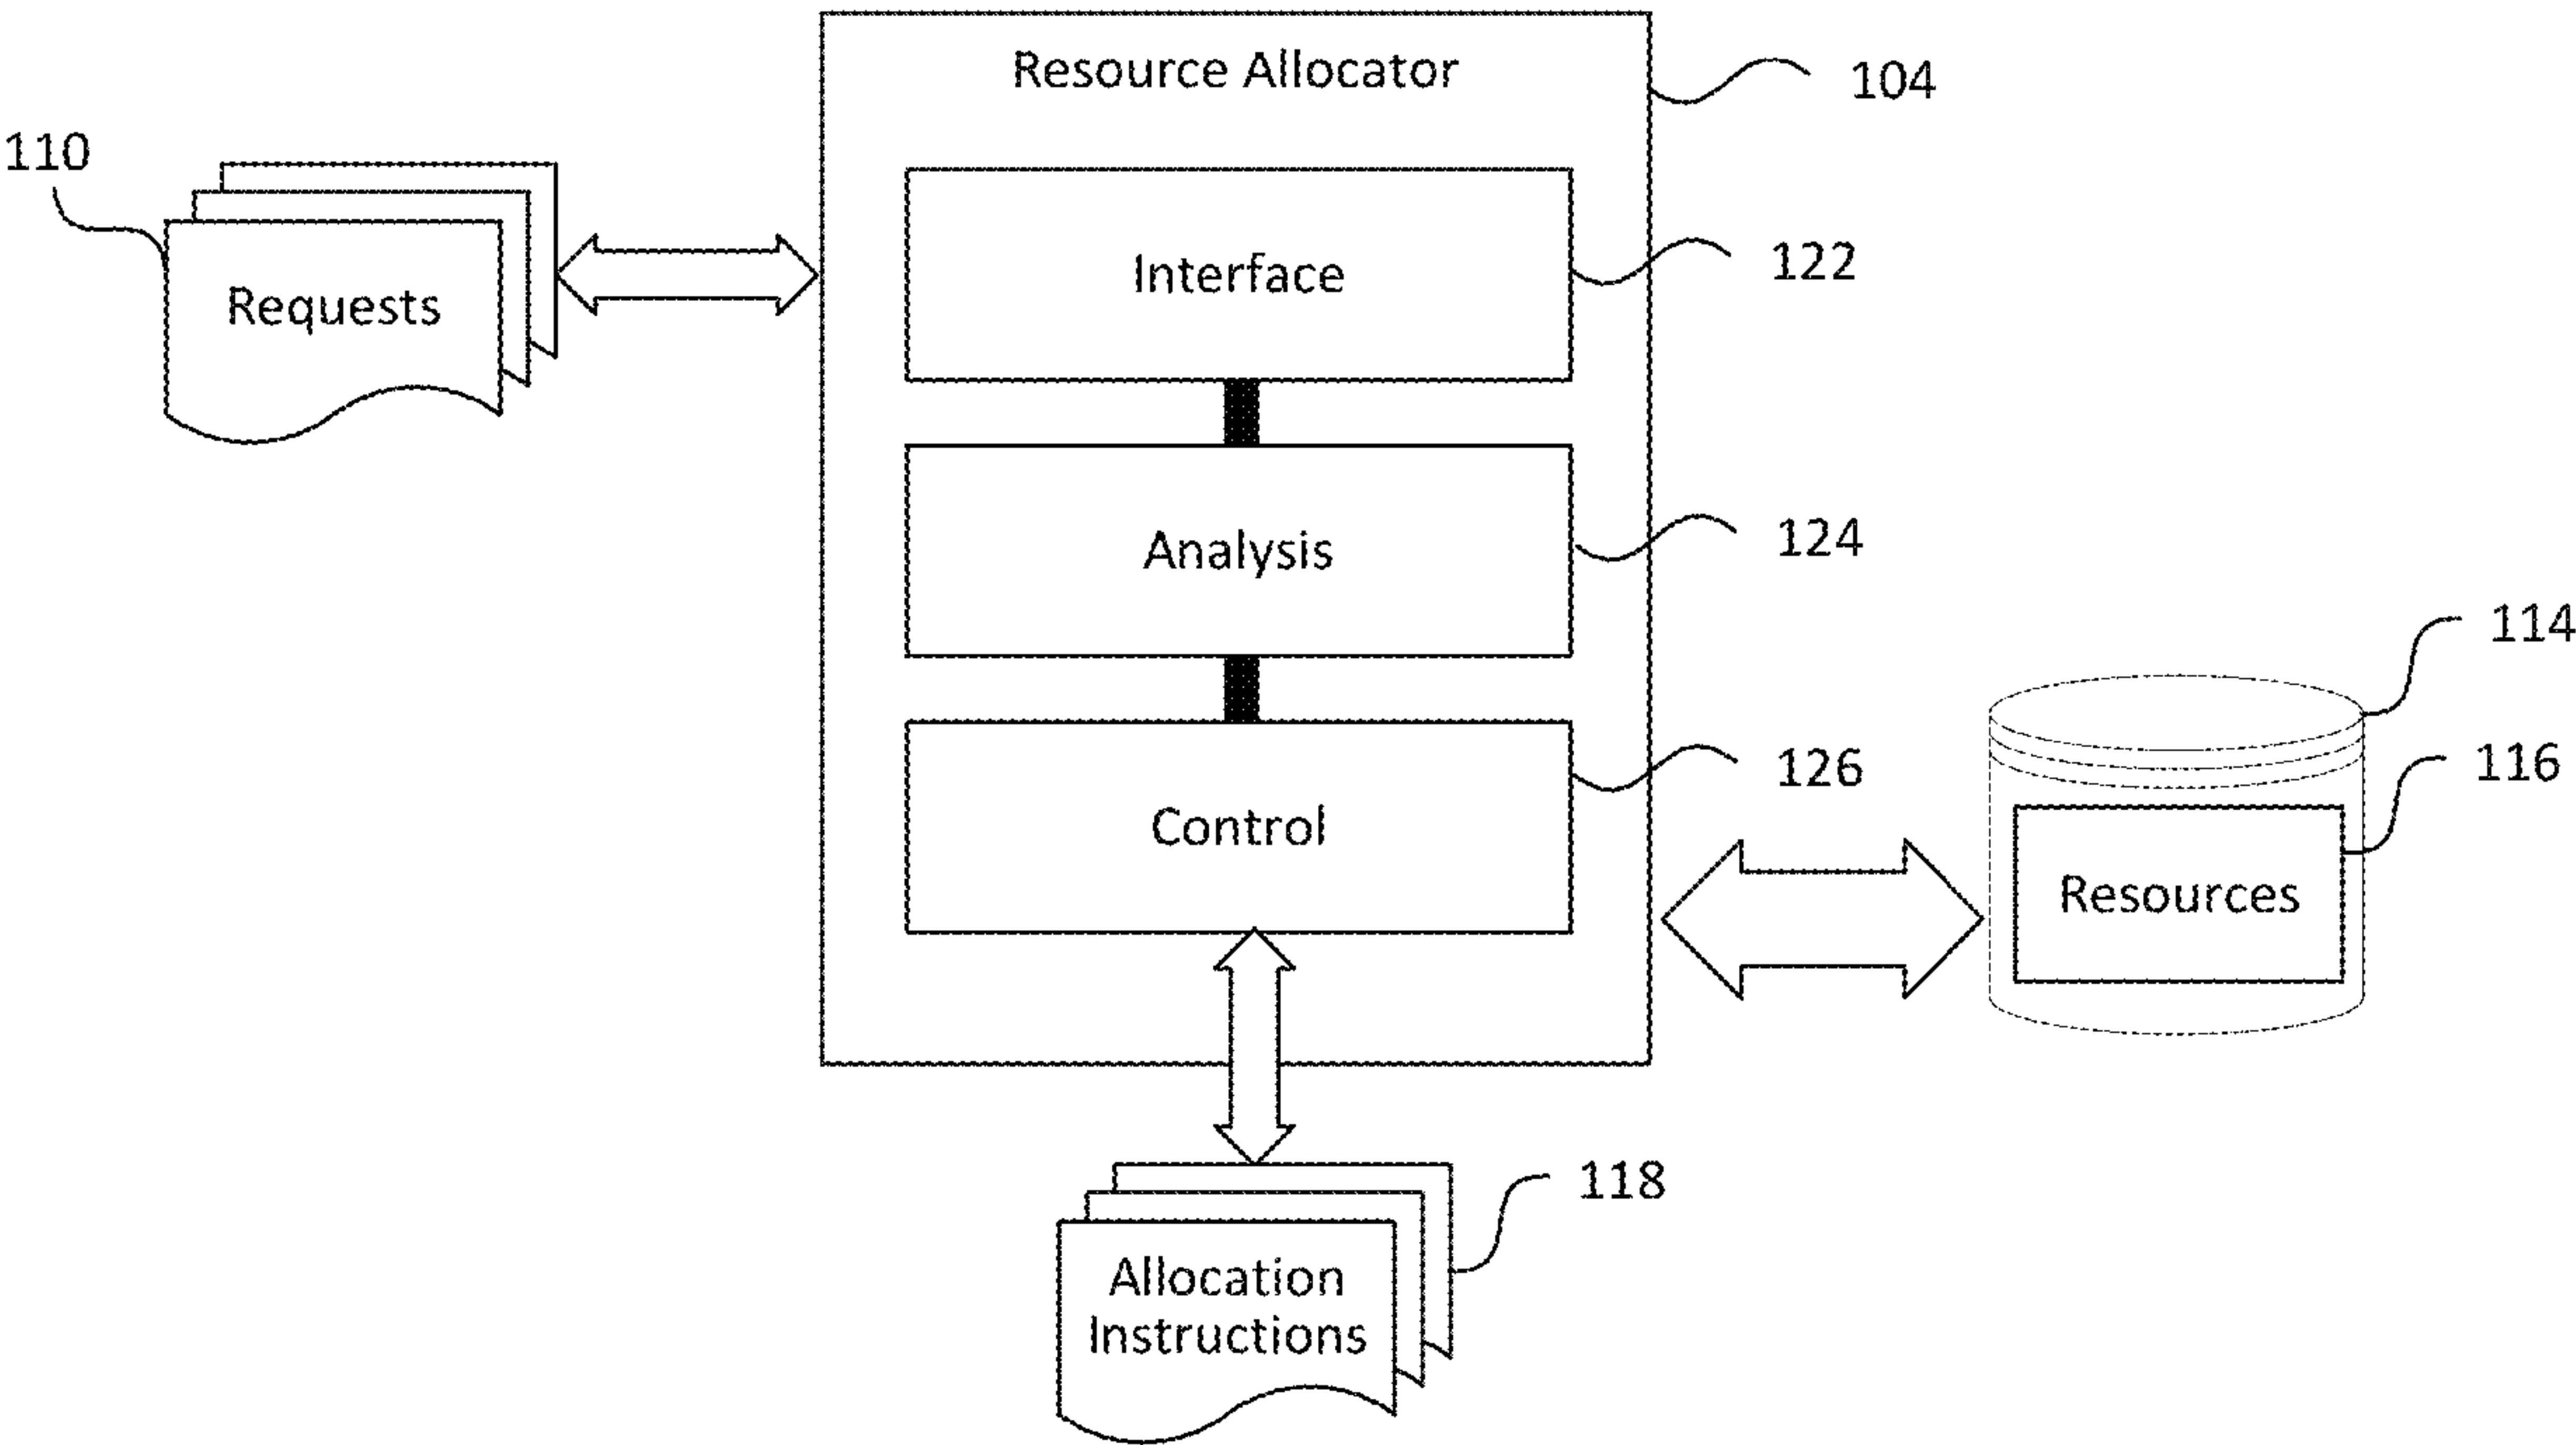 Resource Allocator
104
110
Requests
Interface
122
Analysis
124
114
116
Control
126
Resources
118
Allocation
Instructions